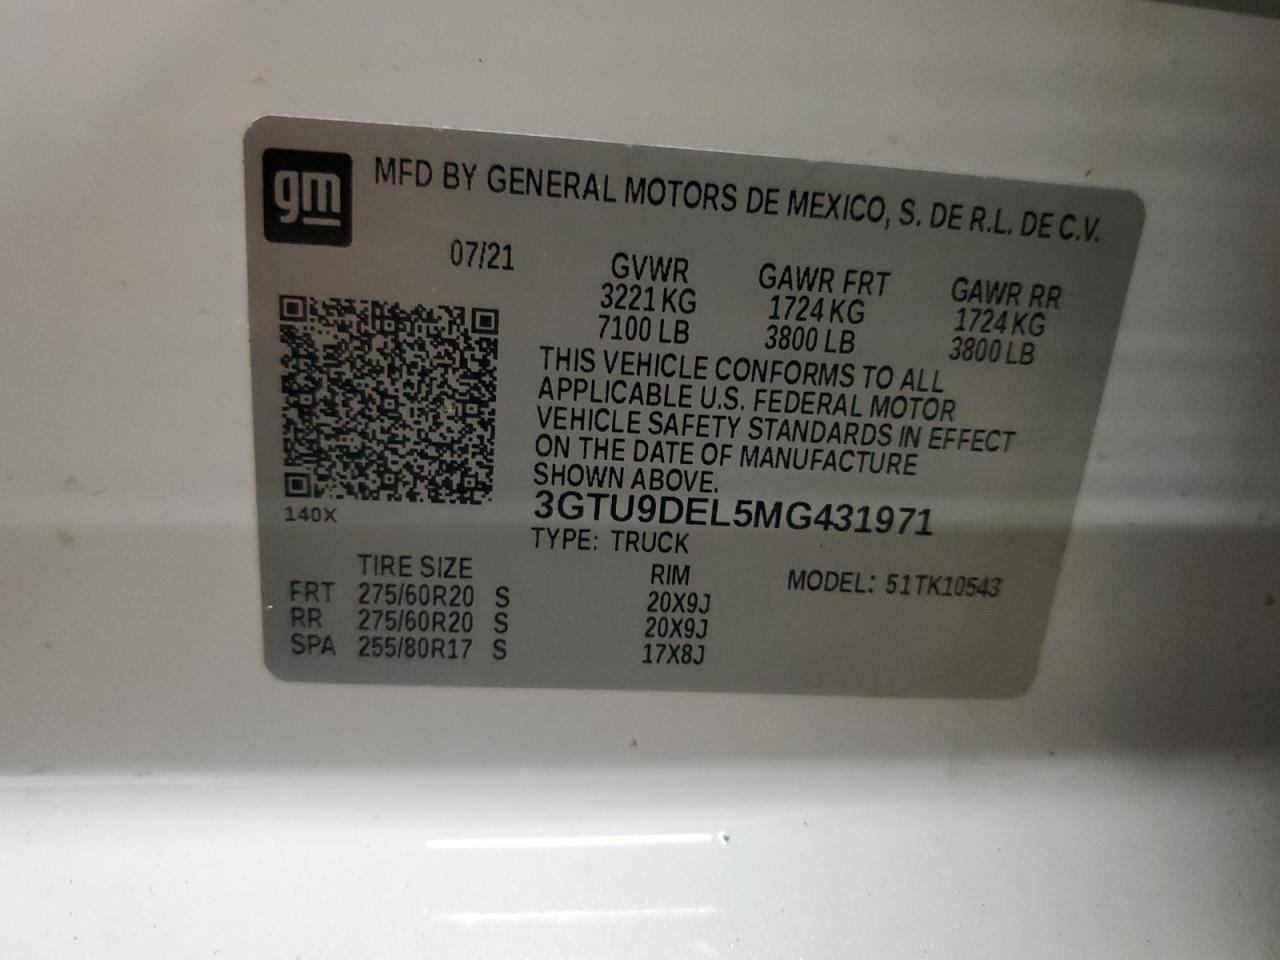 gm
MFD BY GENERAL MOTORS DE MEXICO, S. DE R.L. DE C.V.
07/21
GVWR GAWR FRT GAWR RR
3221 KG 1724 KG 1724 KG
7100 LB 3800 LB 3800 LB
THIS VEHICLE CONFORMS TO ALL
APPLICABLE U.S. FEDERAL MOTOR
VEHICLE SAFETY STANDARDS IN EFFECT
ON THE DATE OF MANUFACTURE
SHOWN ABOVE.
3GTU9DEL5MG431971
140X
TYPE: TRUCK
TIRE SIZE RIM MODEL: 51TK10543
FRT 275/60R20 S 20X9J
RR 275/60R20 S 20X9J
SPA 255/80R17 S 17X8J